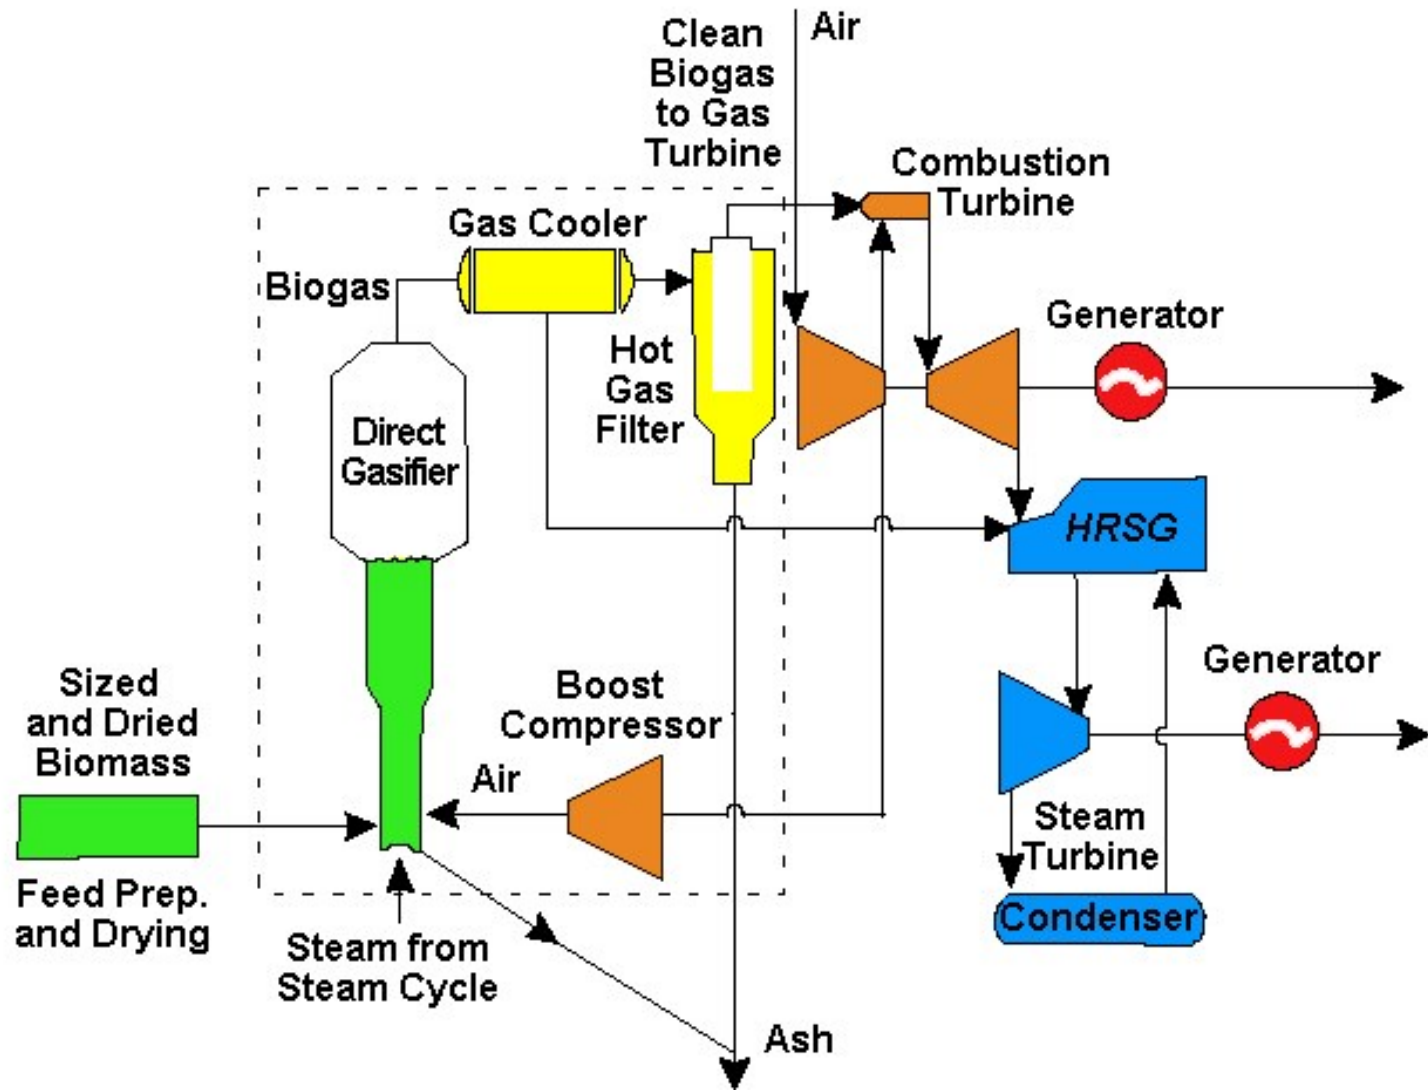 Clean
Biogas
to Gas
Turbine
Air
Combustion
Turbine
Gas Cooler
Biogas
Generator
Hot
Gas
Filter
Direct
Gasifier
HRSG
Generator
Sized
and Dried
Biomass
Boost
Compressor
Air
Steam
Turbine
Feed Prep.
and Drying
Condenser
Steam from
Steam Cycle
Ash